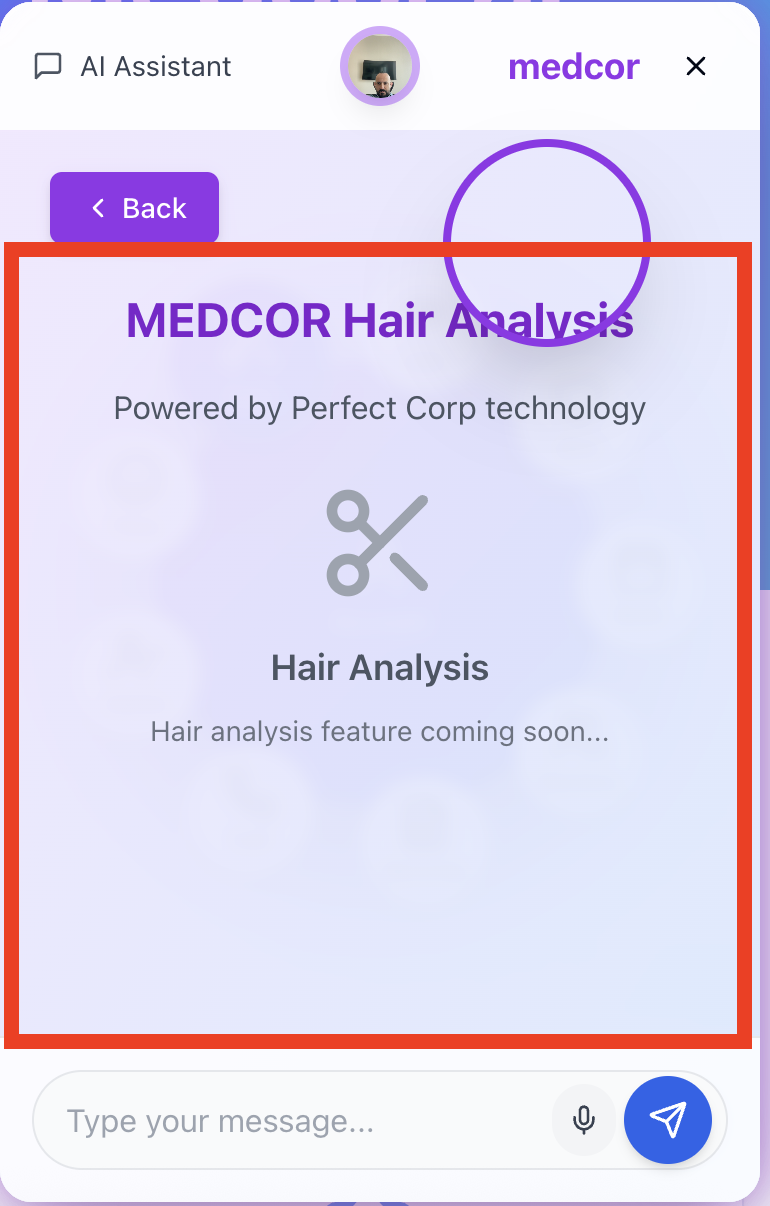 AI Assistant
medcor
Back
MEDCOR Hair Analysis
Powered by Perfect Corp technology
Hair Analysis
Hair analysis feature coming soon...
Type your message...